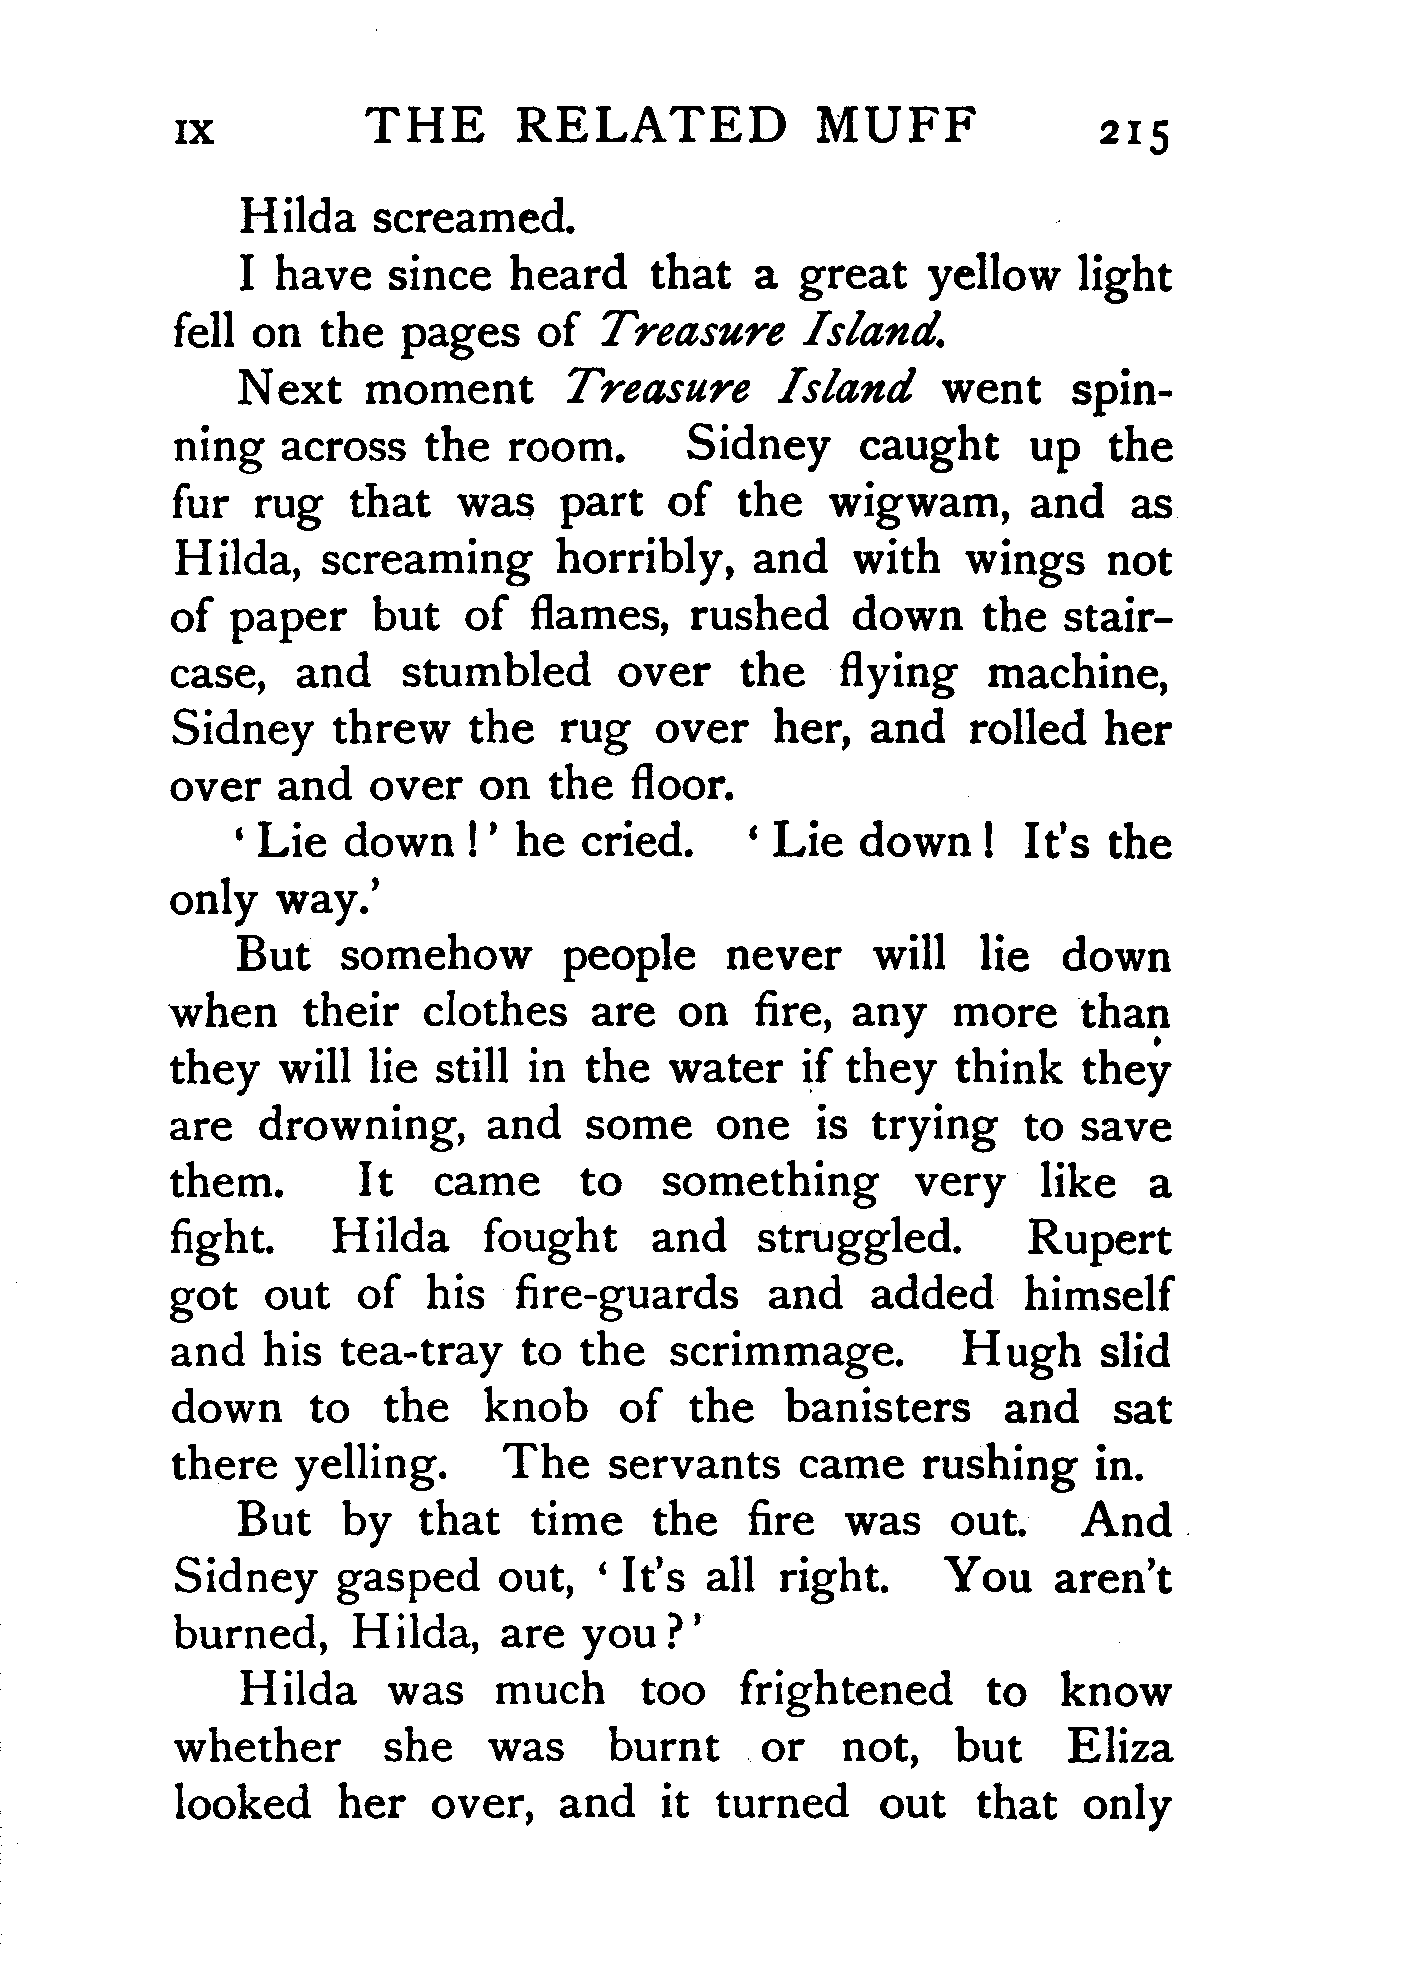 IX THE RELATED MUFF 215
Hilda screamed.
I have since heard that a great yellow light
fell on the pages of Treasure Island.
Next moment Treasure Island went spin-
ning across the room. Sidney caught up the
fur rug that was part of the wigwam, and as
Hilda, screaming horribly, and with wings not
of paper but of flames, rushed down the stair-
case, and stumbled over the flying machine,
Sidney threw the rug over her, and rolled her
over and over on the floor.
‘Lie down!’ he cried. ‘Lie down! It's the
only way.’
But somehow people never will lie down
when their clothes are on fire, any more than
they will lie still in the water if they think they
are drowning, and some one is trying to save
them. It came to something very like a
fight. Hilda fought and struggled. Rupert
got out of his fire-guards and added himself
and his tea-tray to the scrimmage. Hugh slid
down to the knob of the banisters and sat
there yelling. The servants came rushing in.
But by that time the fire was out. And
Sidney gasped out, ‘It's all right. You aren't
burned, Hilda, are you?’
Hilda was much too frightened to know
whether she was burnt or not, but Eliza
looked her over, and it turned out that only